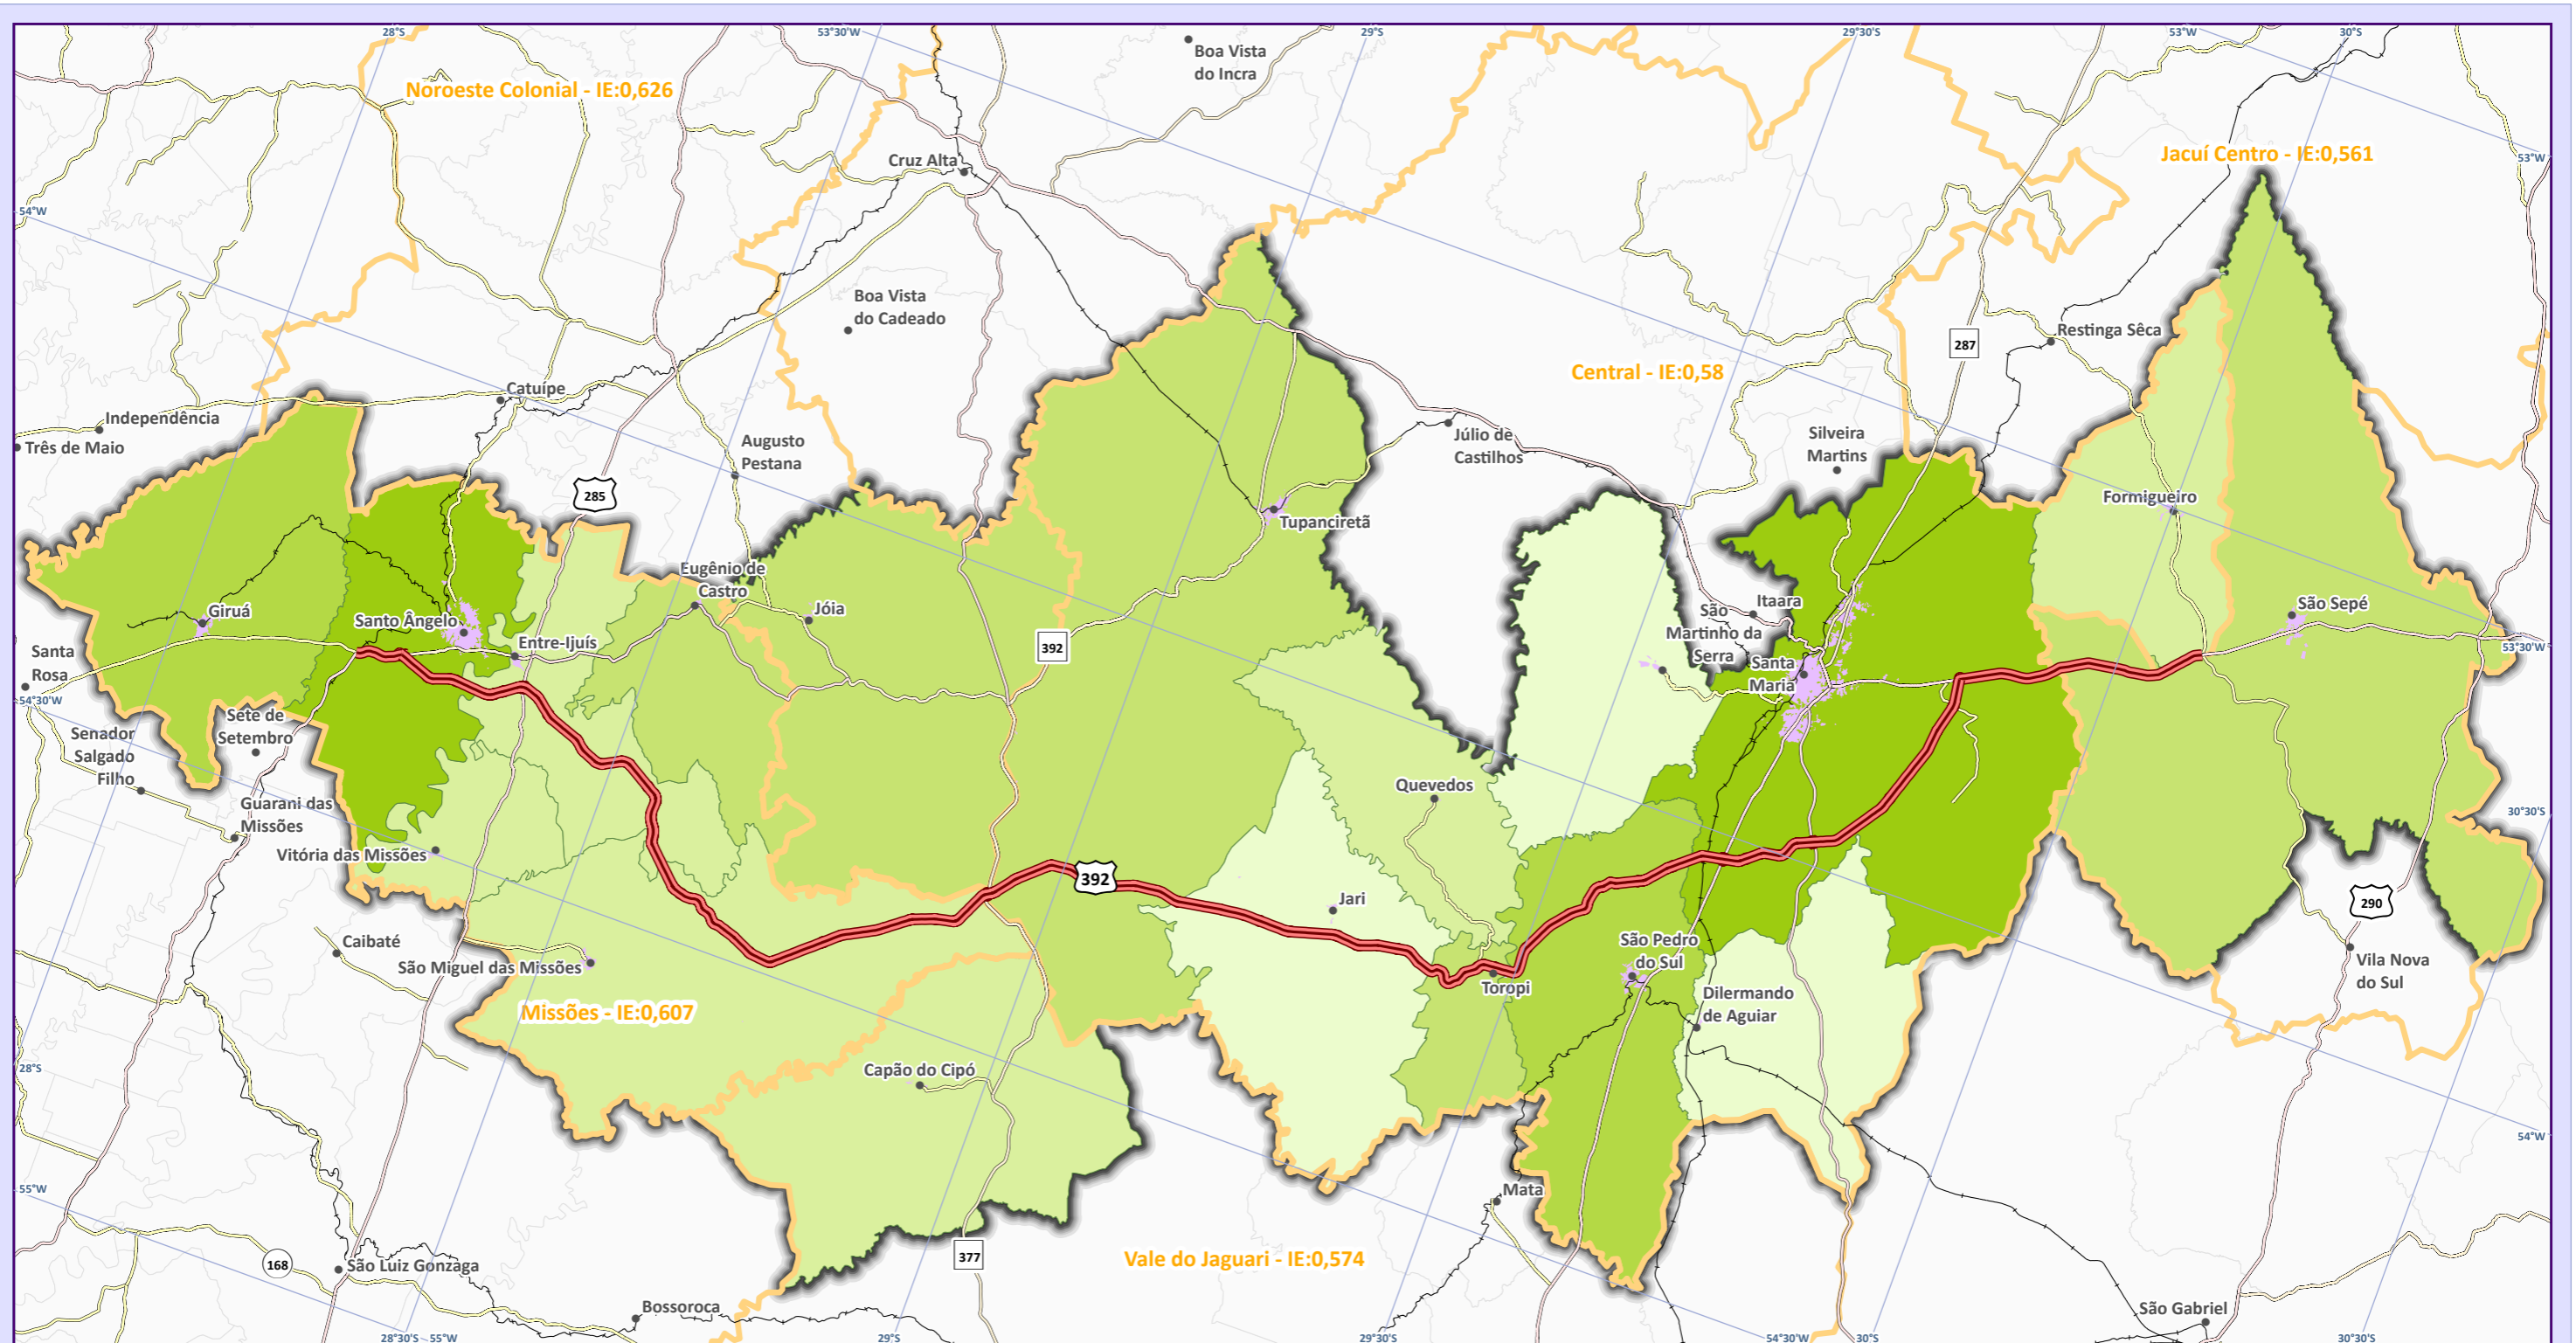 28°S
53°30'W
29°S
29°30'S
53°W
30°S
Boa Vista
do Incra
Noroeste Colonial - IE:0,626
Cruz Alta
Jacuí Centro - IE:0,561
53°W
54°W
Boa Vista
do Cadeado
287
Restinga Sêca
Central - IE:0,58
Catuípe
Independência
Três de Maio
Augusto
Pestana
Júlio de
Castilhos
Silveira
Martins
285
Formigueiro
Tupanciretã
Eugênio de
Castro
Giruá
Santo Ângelo
Jóia
Itaara
São
Martinho da
Serra
São Sepé
Entre-Ijuís
392
53°30'W
Santa
Rosa
Santa
Maria
54°30'W
Sete de
Setembro
Senador
Salgado
Filho
Quevedos
Guarani das
Missões
30°30'S
Vitória das Missões
392
Jari
290
Caibaté
São Miguel das Missões
São Pedro
do Sul
Vila Nova
do Sul
Toropi
Dilermando
de Aguiar
Missões - IE:0,607
28°S
Capão do Cipó
54°W
55°W
Mata
168
São Luiz Gonzaga
377
Vale do Jaguari - IE:0,574
Bossoroca
São Gabriel
28°30'S
55°W
29°S
29°30'S
54°30'W
30°S
30°30'S